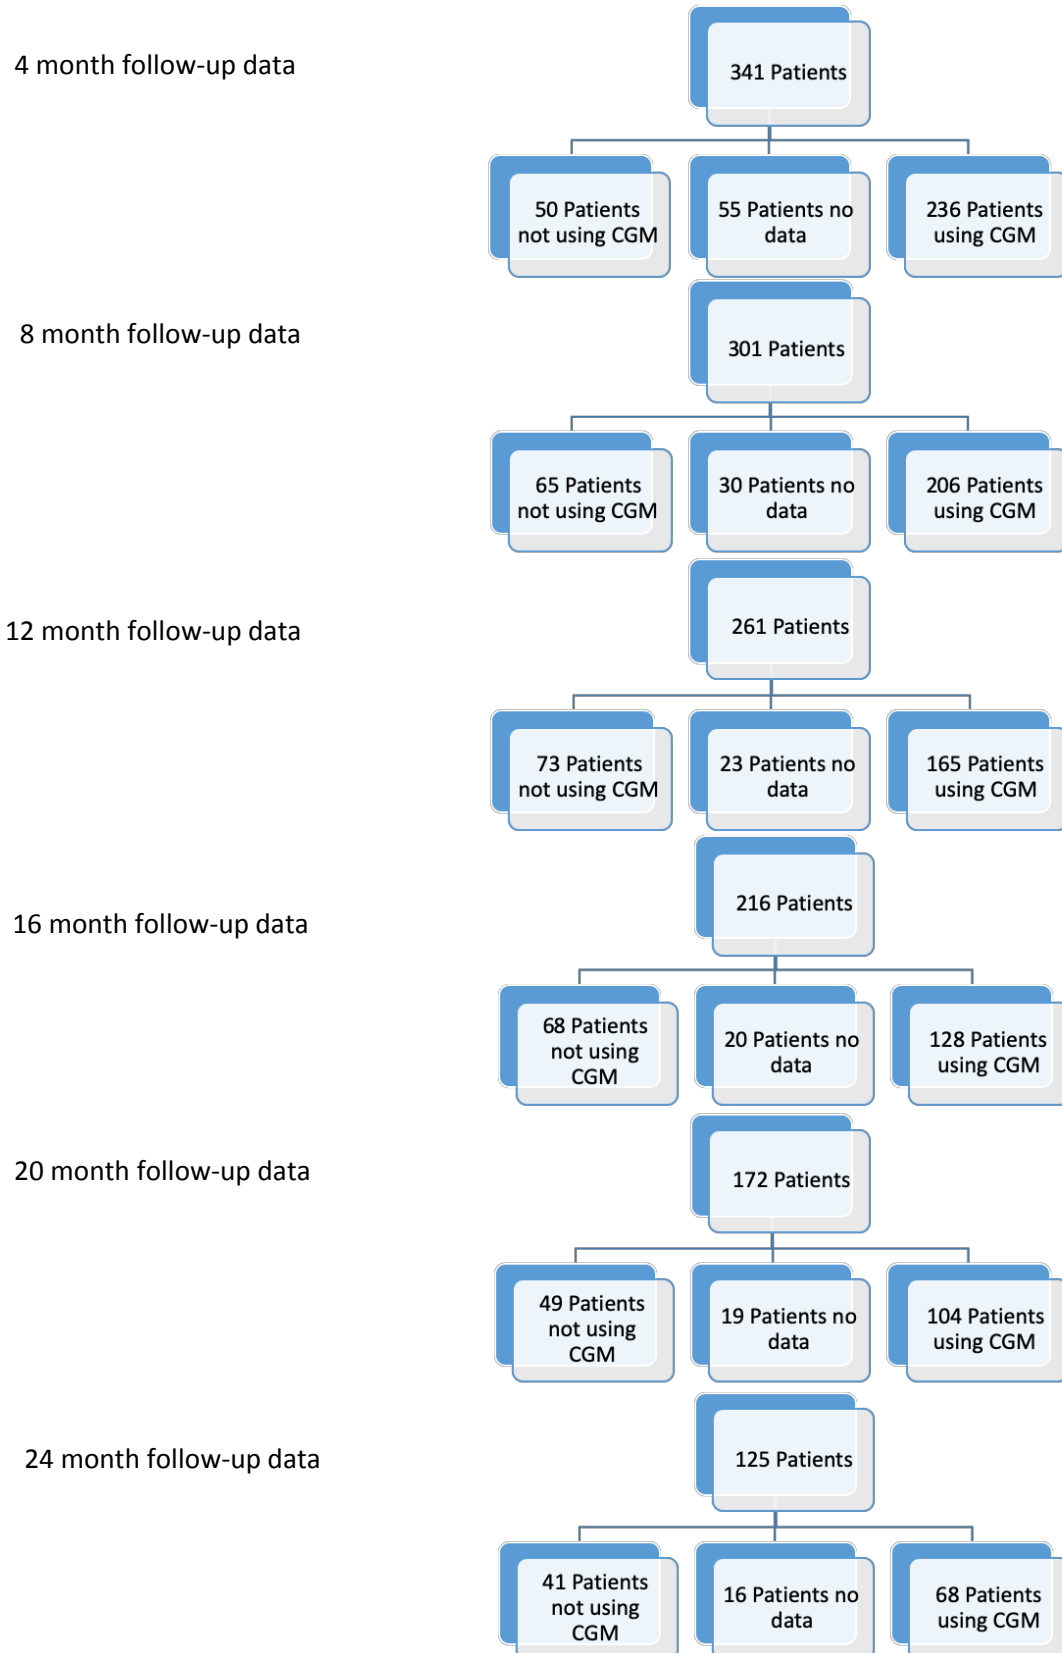 4 month follow-up data
341 Patients
50 Patients
not using CGM
55 Patients no
data
236 Patients
using CGM
8 month follow-up data
301 Patients
65 Patients
not using CGM
30 Patients no
data
206 Patients
using CGM
12 month follow-up data
261 Patients
73 Patients
not using CGM
23 Patients no
data
165 Patients
using CGM
16 month follow-up data
216 Patients
68 Patients
not using
CGM
20 Patients no
data
128 Patients
using CGM
20 month follow-up data
172 Patients
49 Patients
not using
CGM
19 Patients no
data
104 Patients
using CGM
24 month follow-up data
125 Patients
41 Patients
not using
CGM
16 Patients no
data
68 Patients
using CGM